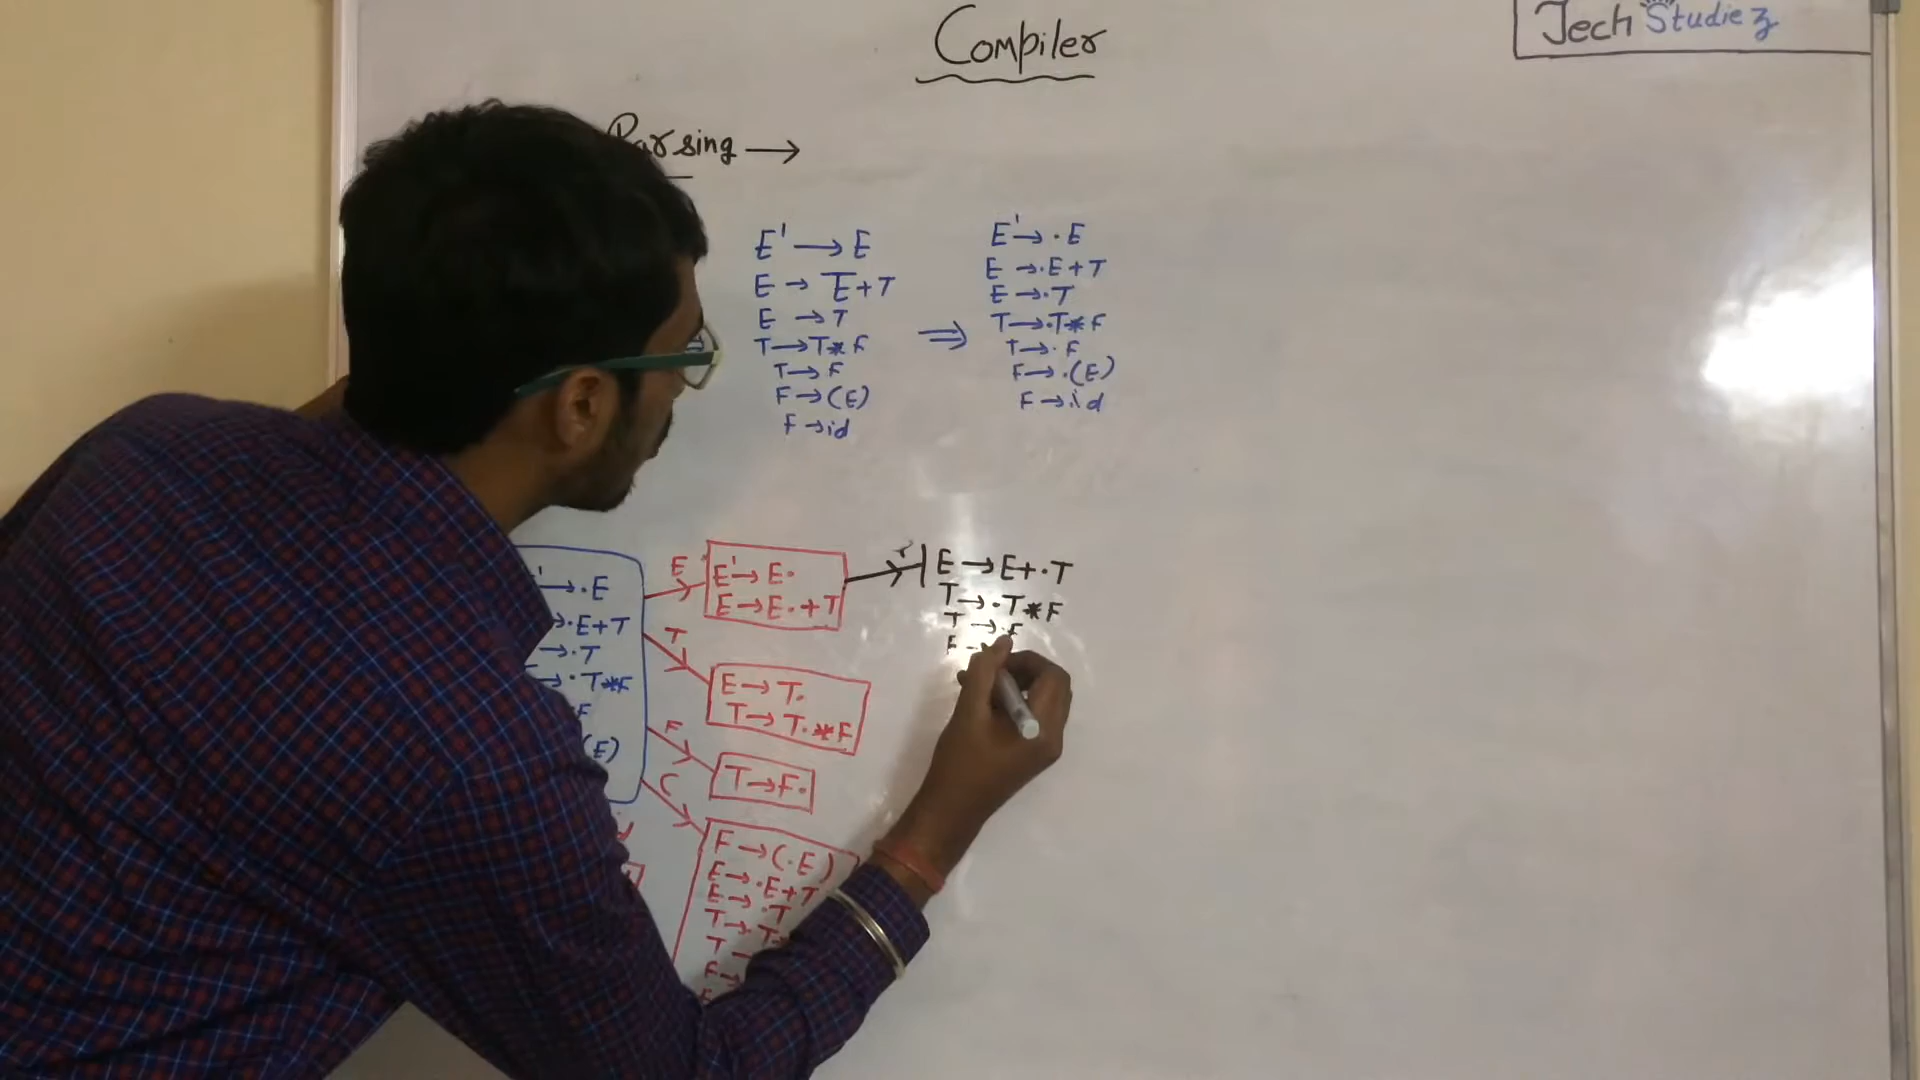 Compiler
Tech Studiez
Parsing →
E' → E
E → E+T
E → T
T → T*F
T → F
F → (E)
F → id
⇒
E' → .E
E → .E+T
E → .T
T → .T*F
T → .F
F → .(E)
F → .id
' → .E
→ .E+T
→ .T
→ .T*F
F
(E)
E
E' → E.
E → E.+T
T
E → T.
T → T.*F
F
T → F.
(
F → (.E)
E → .E+T
E → .T
T → .T
T →
F →
E → E+.T
T → .T*F
T → .F
F →